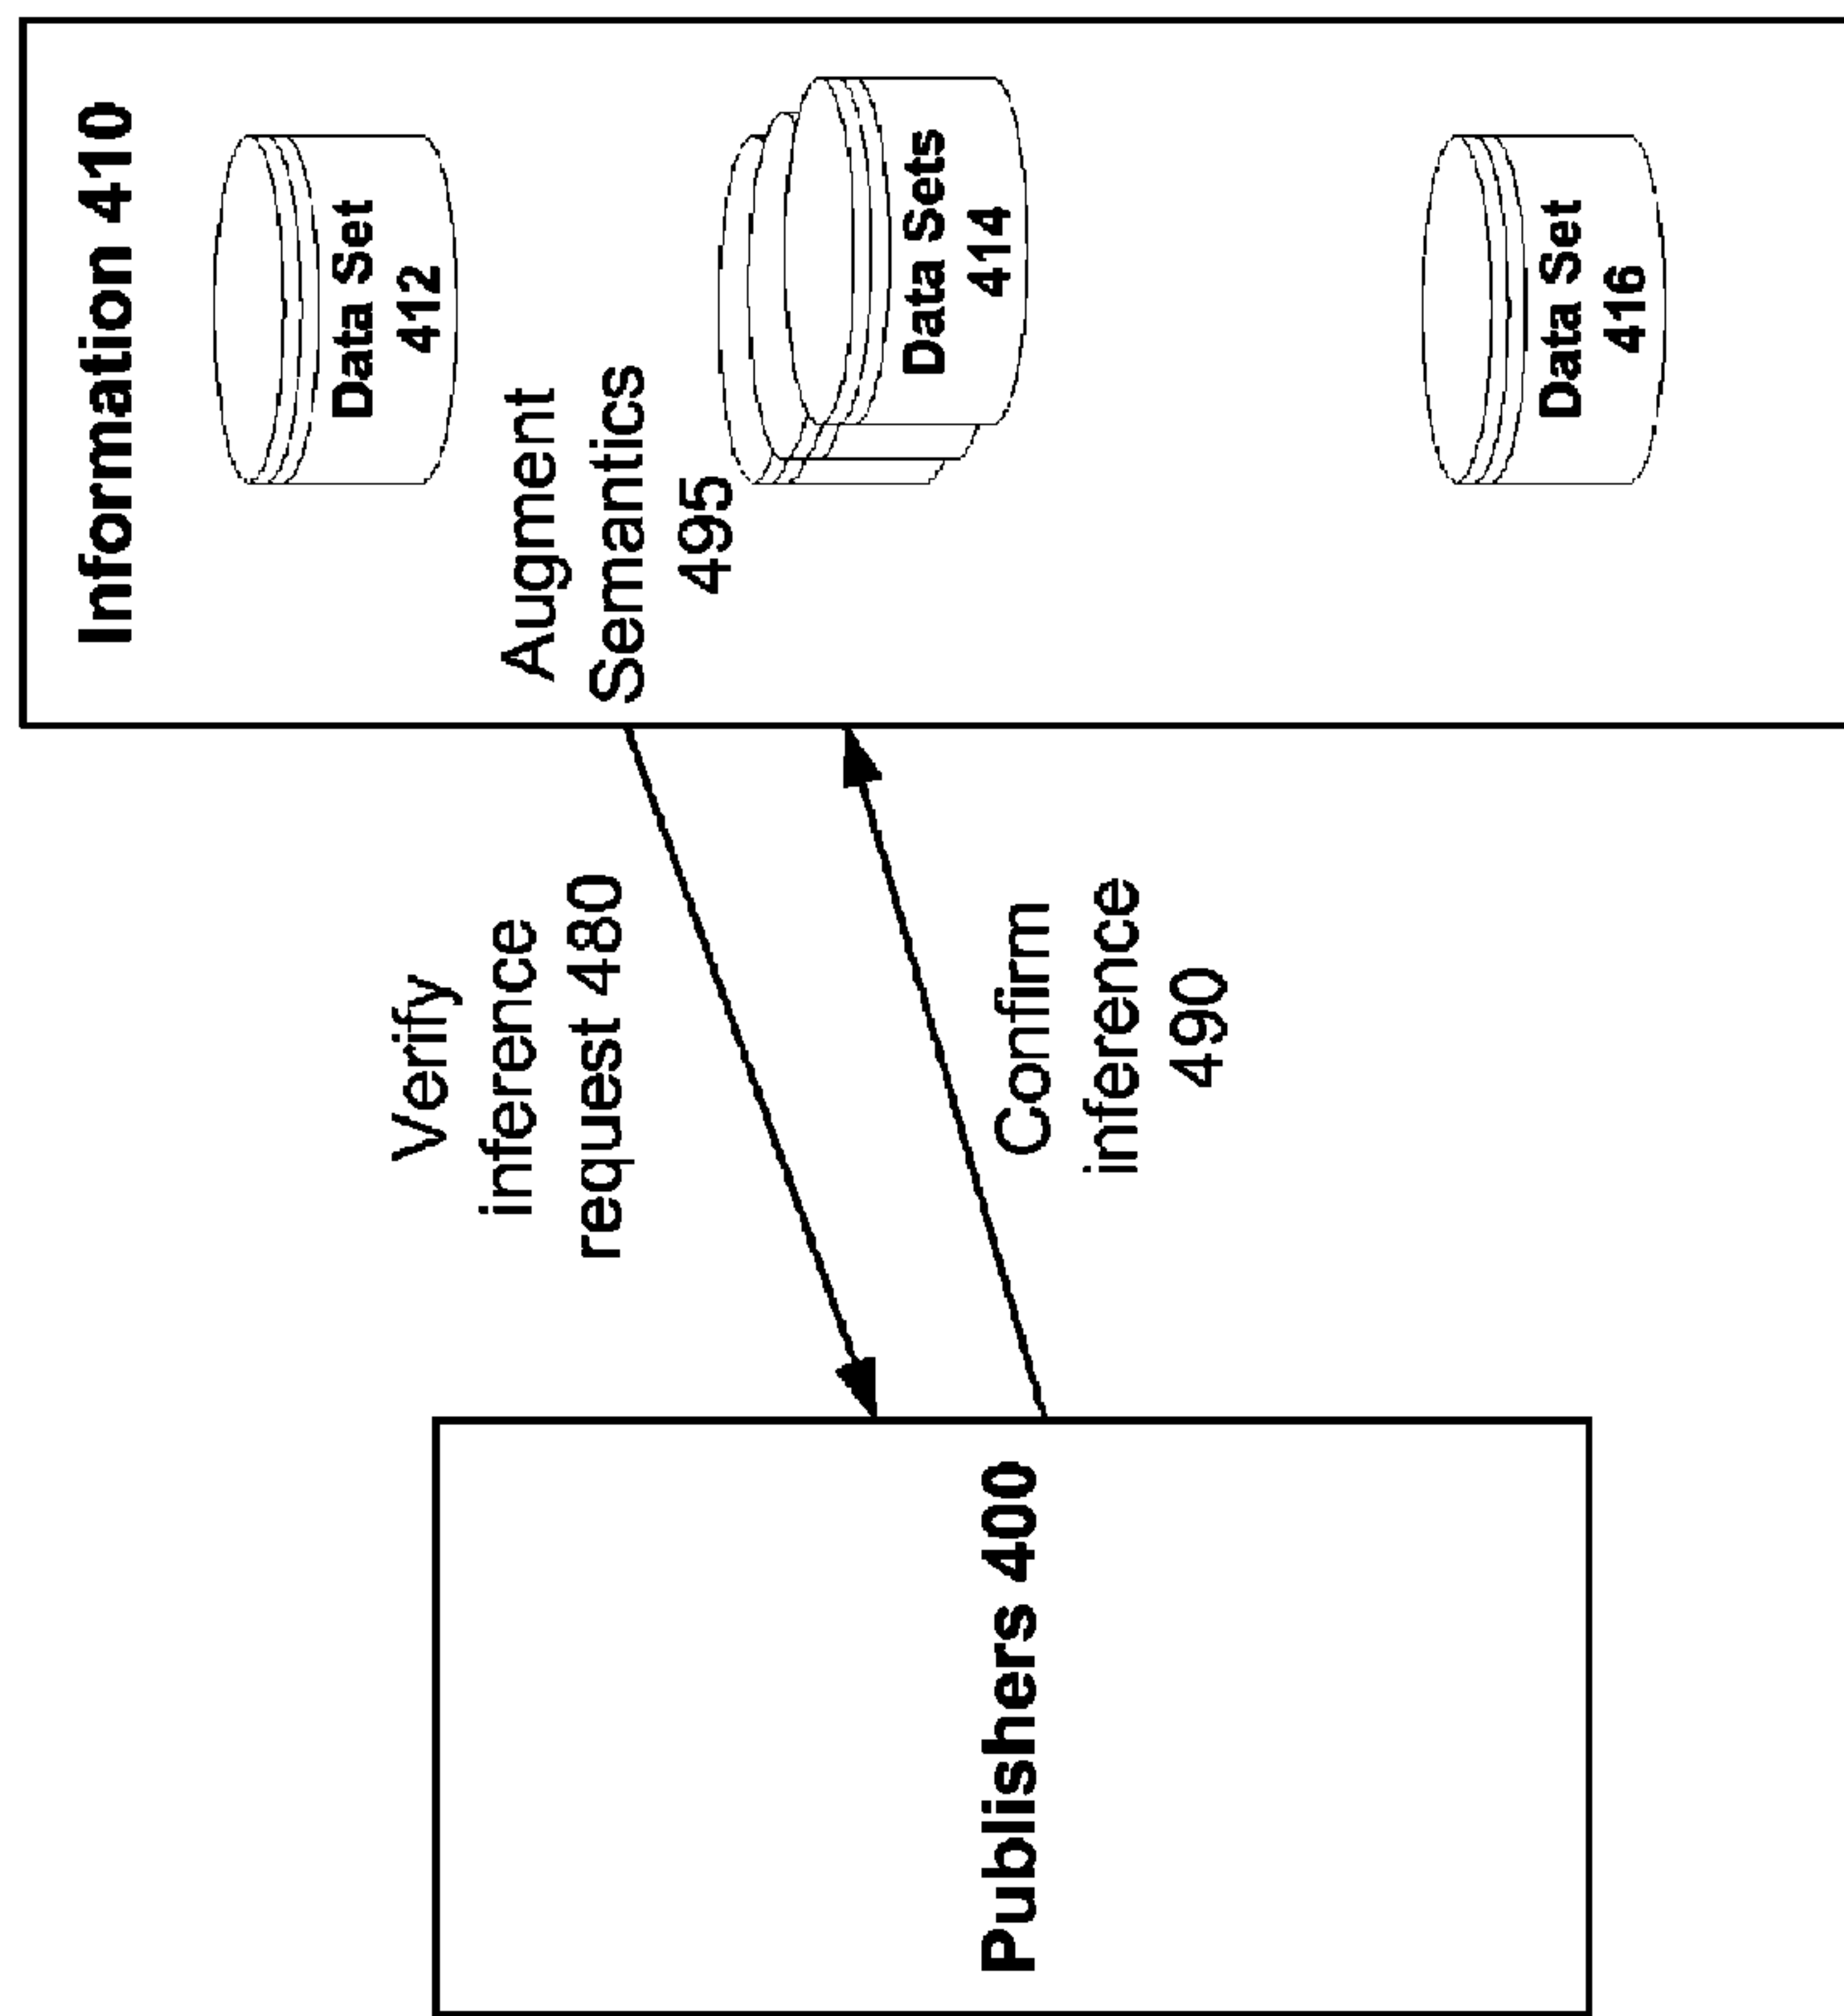 Information 410
Data Set
412
Augment
Semantics
495
Data Sets
414
Data Set
416
Verify
inference
request 480
Confirm
inference
490
Publishers 400